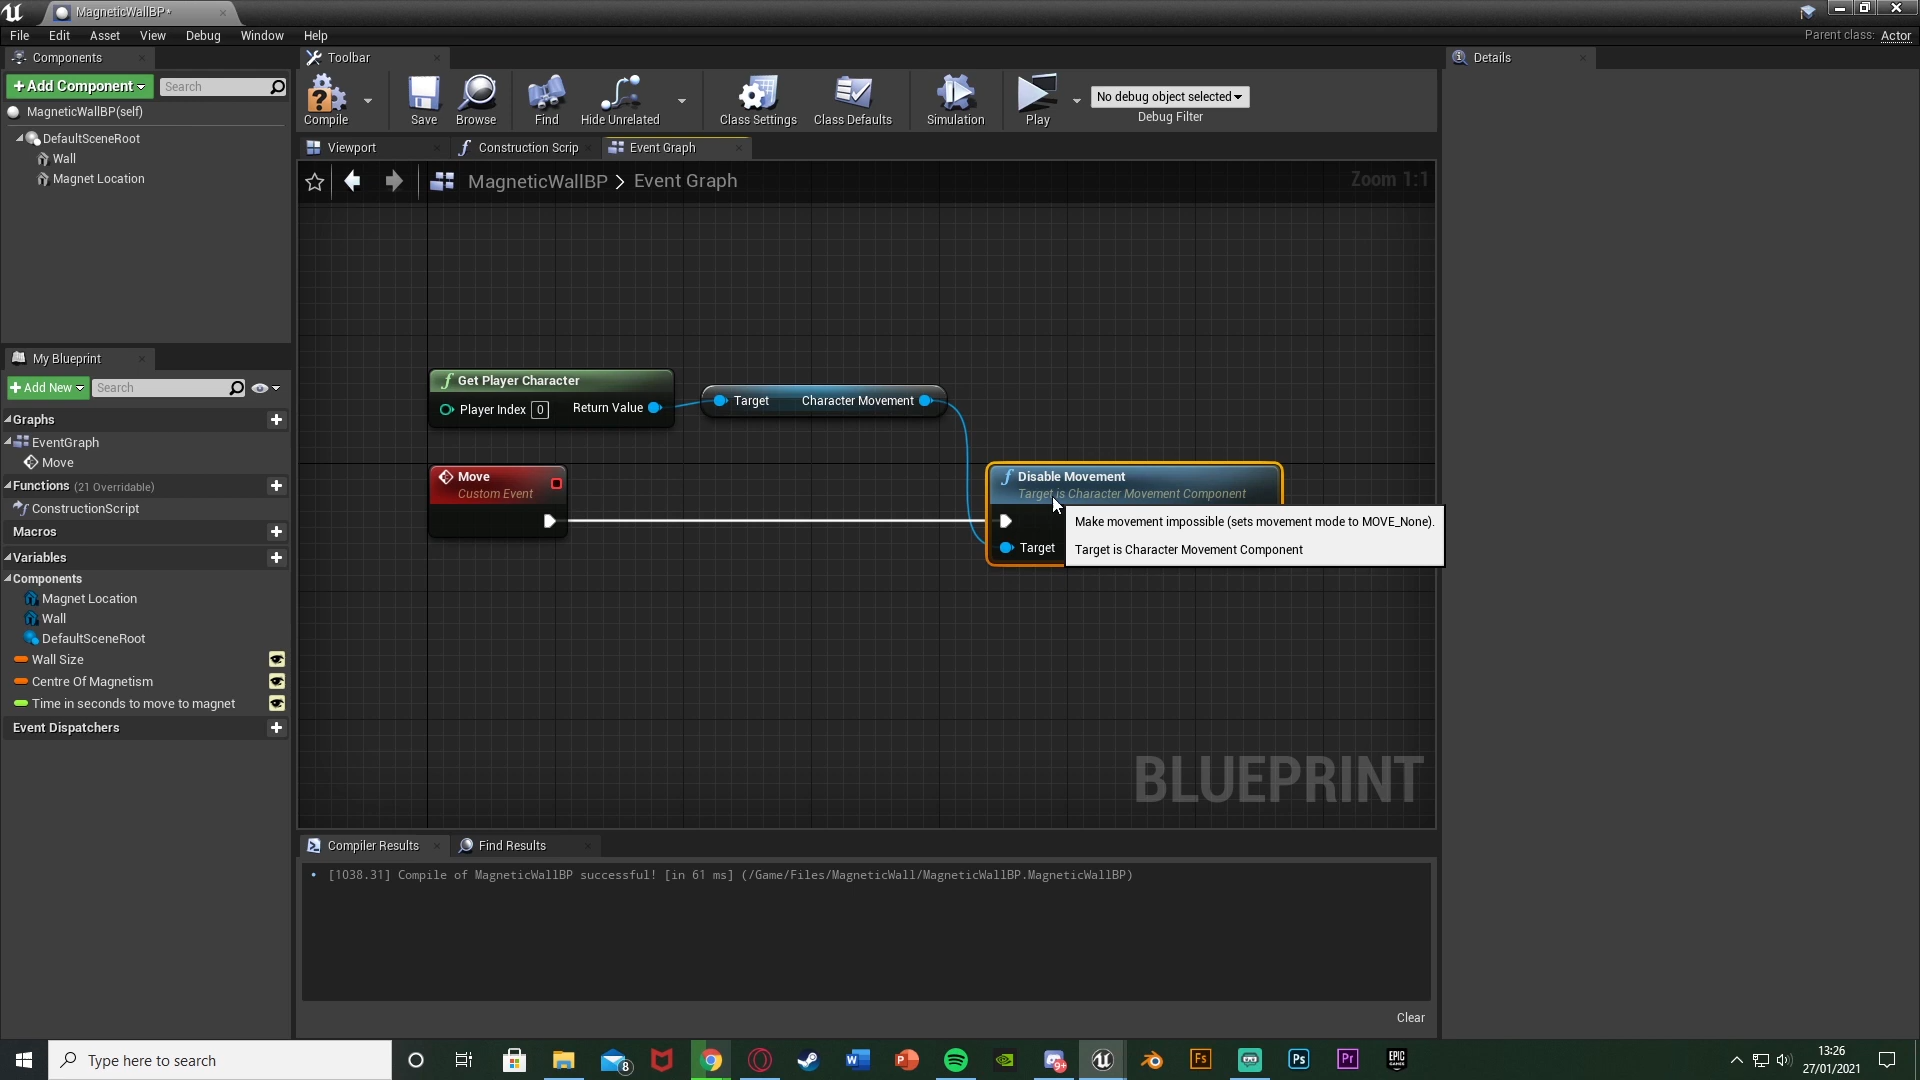 MagneticWallBP*
File Edit Asset View Debug Window Help
Parent class: Actor
Components
+Add Component
Search
MagneticWallBP(self)
DefaultSceneRoot
Wall
Magnet Location
My Blueprint
+Add New
Search
Graphs
EventGraph
Move
Functions (21 Overridable)
ConstructionScript
Macros
Variables
Components
Magnet Location
Wall
DefaultSceneRoot
Wall Size
Centre Of Magnetism
Time in seconds to move to magnet
Event Dispatchers
Toolbar
Compile Save Browse Find Hide Unrelated Class Settings Class Defaults Simulation Play
No debug object selected
Debug Filter
Viewport Construction Scrip Event Graph
MagneticWallBP > Event Graph
Zoom 1:1
Get Player Character
Player Index 0 Return Value
Target Character Movement
Move
Custom Event
Disable Movement
Target is Character Movement Component
Target
Make movement impossible (sets movement mode to MOVE_None).
Target is Character Movement Component
BLUEPRINT
Compiler Results Find Results
[1038.31] Compile of MagneticWallBP successful! [in 61 ms] (/Game/Files/MagneticWall/MagneticWallBP.MagneticWallBP)
Clear
Details
Type here to search
8
9+
Fs
Ps
Pr
EPIC
GAMES
13:26
27/01/2021